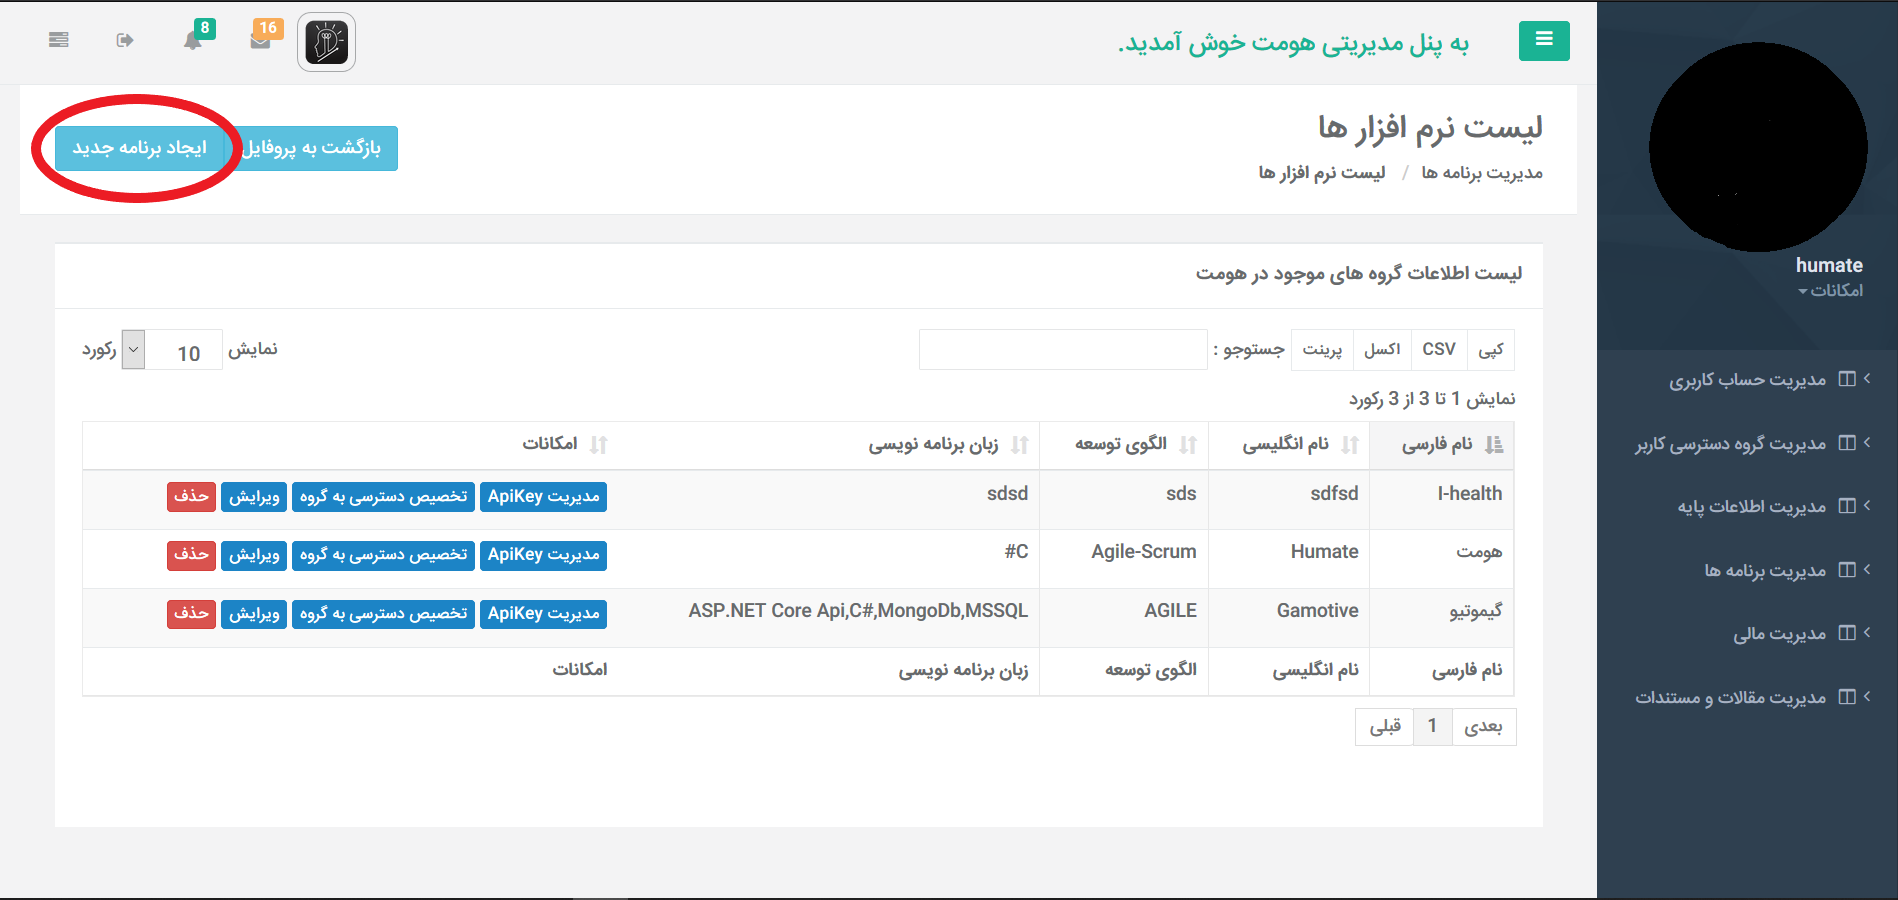 به پنل مدیریتی هومت خوش آمدید.
16
8
humate
امکانات
مدیریت حساب کاربری
مدیریت گروه دسترسی کاربر
مدیریت اطلاعات پایه
مدیریت برنامه ها
مدیریت مالی
مدیریت مقالات و مستندات
لیست نرم افزار ها
مدیریت برنامه ها / لیست نرم افزار ها
بازگشت به پروفایل
ایجاد برنامه جدید
لیست اطلاعات گروه های موجود در هومت
کپی CSV اکسل پرینت جستوجو :
نمایش 10 رکورد
نمایش 1 تا 3 از 3 رکورد
نام فارسی نام انگلیسی الگوی توسعه زبان برنامه نویسی امکانات
I-health sdfsd sds sdsd مدیریت ApiKey تخصیص دسترسی به گروه ویرایش حذف
هومت Humate Agile-Scrum #C مدیریت ApiKey تخصیص دسترسی به گروه ویرایش حذف
گیموتیو Gamotive AGILE ASP.NET Core Api,C#,MongoDb,MSSQL مدیریت ApiKey تخصیص دسترسی به گروه ویرایش حذف
نام فارسی نام انگلیسی الگوی توسعه زبان برنامه نویسی امکانات
بعدی 1 قبلی